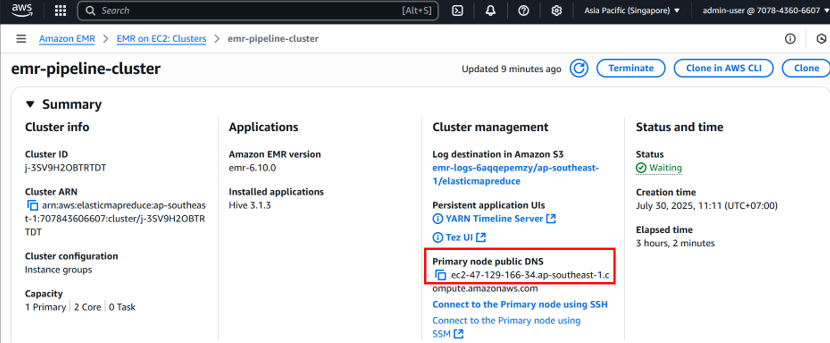 aws
Search
[Alt+S]
Asia Pacific (Singapore)
admin-user @ 7078-4360-6607
Amazon EMR
EMR on EC2: Clusters
emr-pipeline-cluster
emr-pipeline-cluster
Updated 9 minutes ago
Terminate
Clone in AWS CLI
Clone
Summary
Cluster info
Cluster ID
j-3SV9H2OBTRTDT
Cluster ARN
arn:aws:elasticmapreduce:ap-southeas
t-1:707843606607:cluster/j-3SV9H2OBTR
TDT
Cluster configuration
Instance groups
Capacity
1 Primary | 2 Core | 0 Task
Applications
Amazon EMR version
emr-6.10.0
Installed applications
Hive 3.1.3
Cluster management
Log destination in Amazon S3
emr-logs-6aqqepemzy/ap-southeast-
1/elasticmapreduce
Persistent application UIs
YARN Timeline Server
Tez UI
Primary node public DNS
ec2-47-129-166-34.ap-southeast-1.c
ompute.amazonaws.com
Connect to the Primary node using SSH
Connect to the Primary node using
SSM
Status and time
Status
Waiting
Creation time
July 30, 2025, 11:11 (UTC+07:00)
Elapsed time
3 hours, 2 minutes